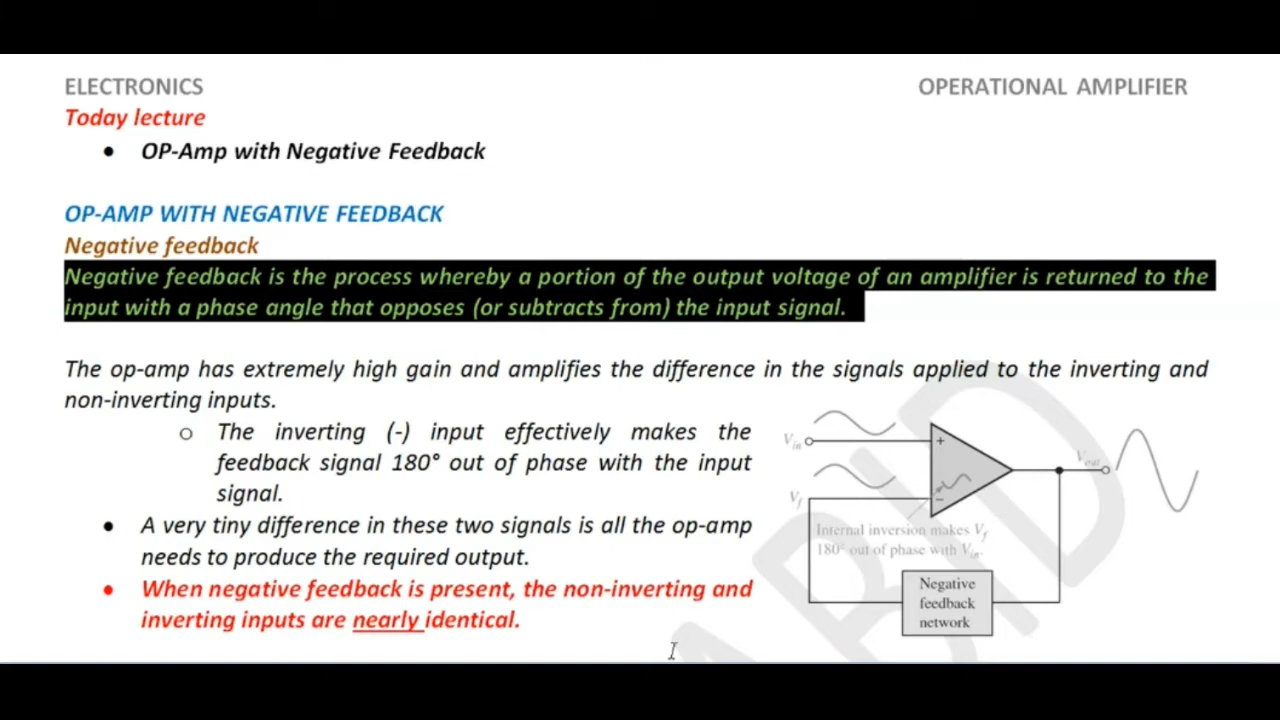 ELECTRONICS
OPERATIONAL AMPLIFIER
Today lecture
• OP-Amp with Negative Feedback
OP-AMP WITH NEGATIVE FEEDBACK
Negative feedback
Negative feedback is the process whereby a portion of the output voltage of an amplifier is returned to the
input with a phase angle that opposes (or subtracts from) the input signal.
The op-amp has extremely high gain and amplifies the difference in the signals applied to the inverting and
non-inverting inputs.
o The inverting (-) input effectively makes the
feedback signal 180° out of phase with the input
signal.
• A very tiny difference in these two signals is all the op-amp
needs to produce the required output.
• When negative feedback is present, the non-inverting and
inverting inputs are nearly identical.
Vin
+
Vout
Vf
−
Internal inversion makes Vf
180° out of phase with Vin.
Negative
feedback
network